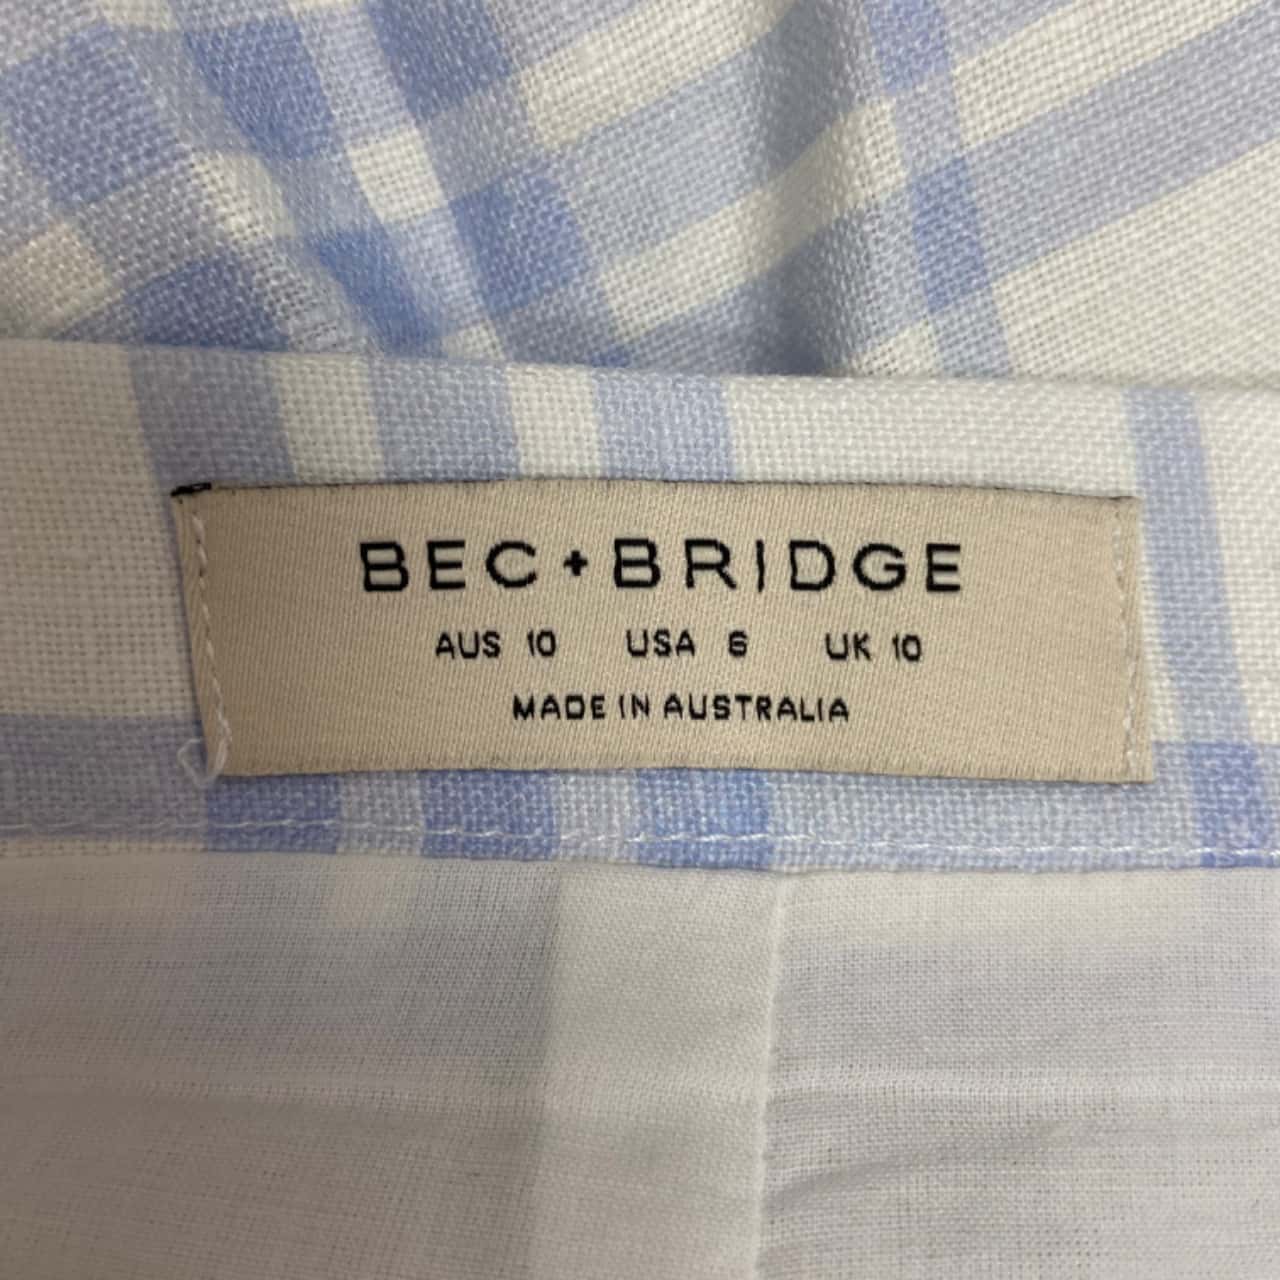 BEC+BRIDGE
AUS 10 USA 6 UK 10
MADE IN AUSTRALIA